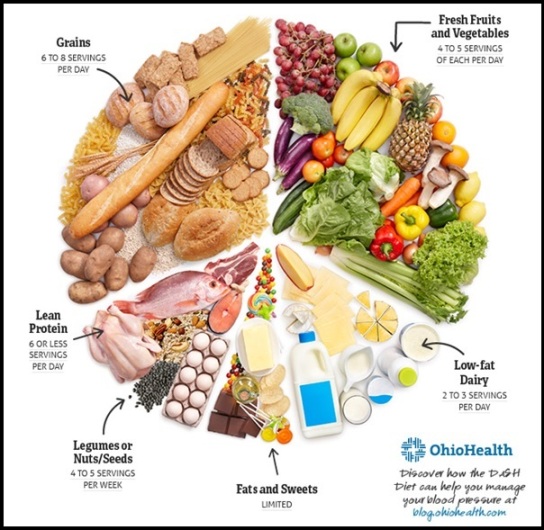 Grains
6 TO 8 SERVINGS
PER DAY
Fresh Fruits
and Vegetables
4 TO 5 SERVINGS
OF EACH PER DAY
Lean
Protein
6 OR LESS
SERVINGS
PER DAY
Low-fat
Dairy
2 TO 3 SERVINGS
PER DAY
Legumes or
Nuts/Seeds
4 TO 5 SERVINGS
PER WEEK
Fats and Sweets
LIMITED
OhioHealth
Discover how the DASH
Diet can help you manage
your blood pressure at
blog.ohiohealth.com